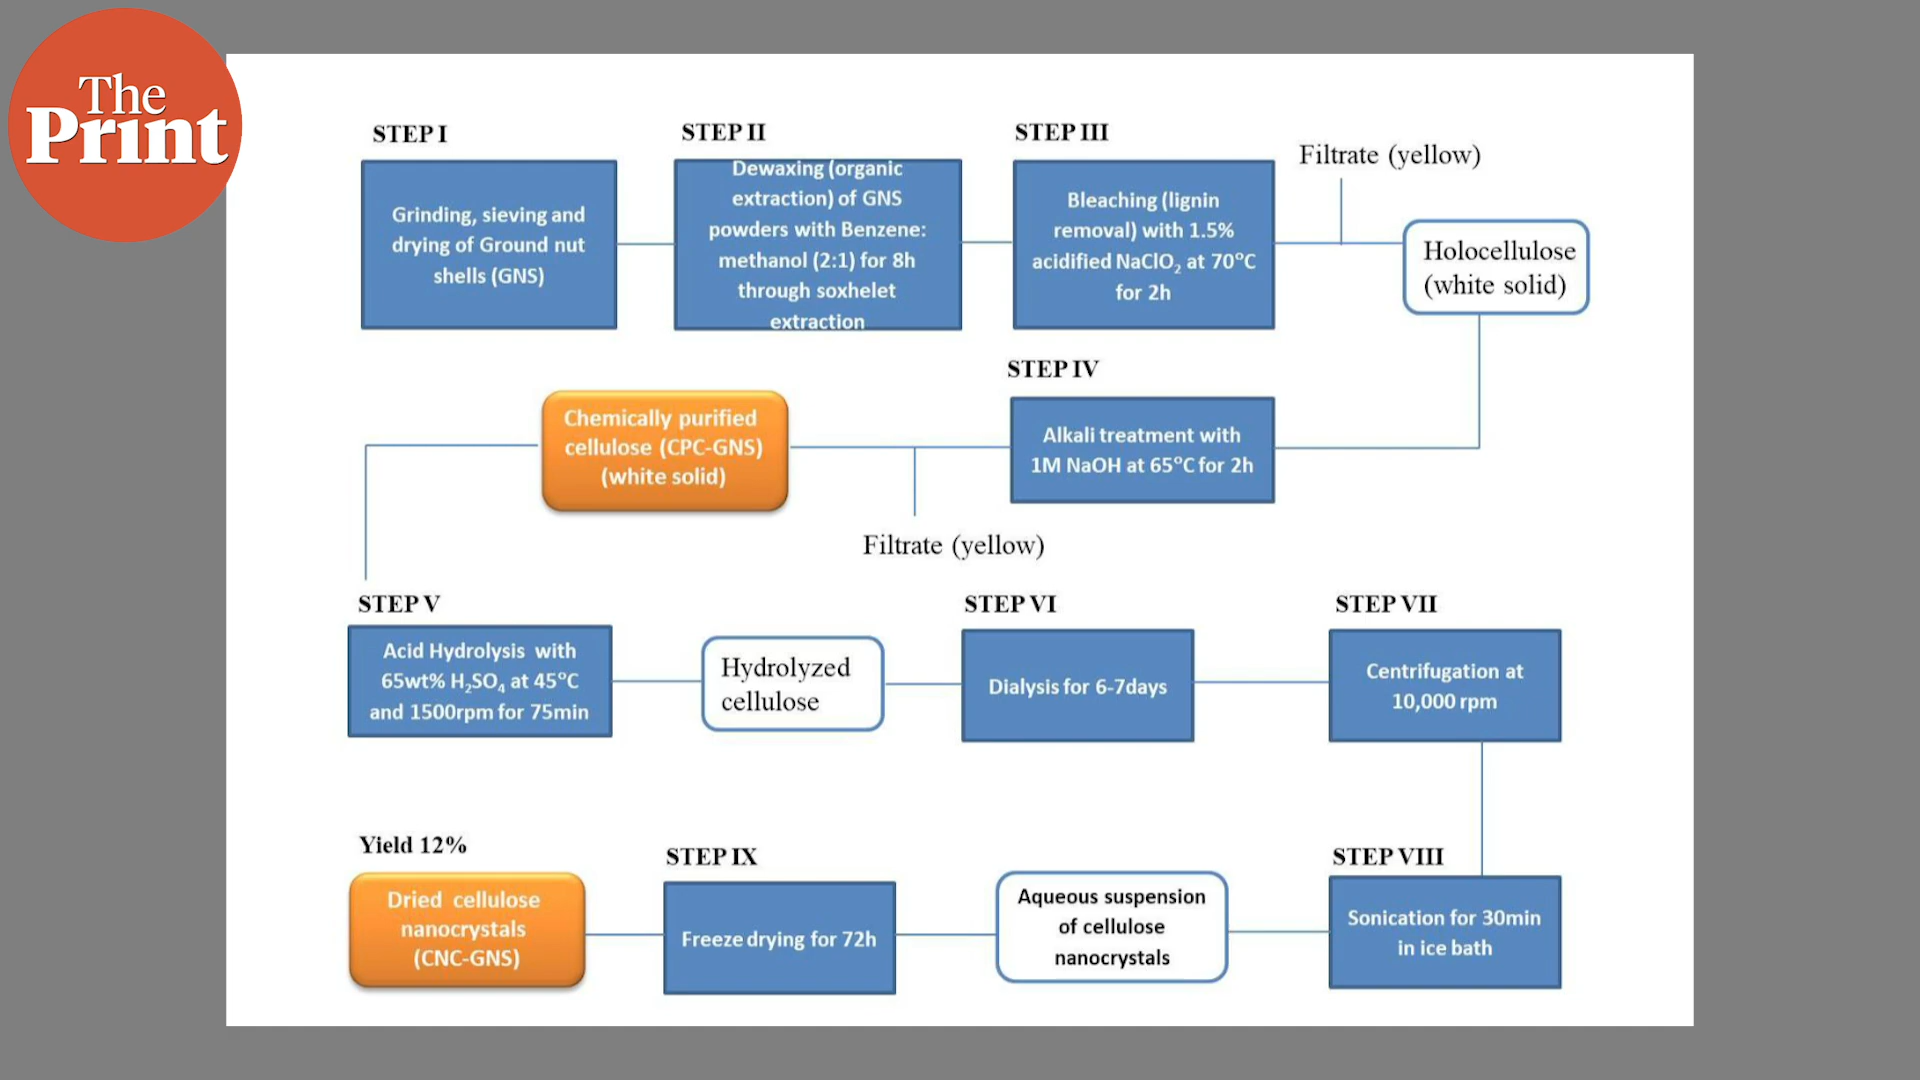 The
Print
STEP I
Grinding, sieving and
drying of Ground nut
shells (GNS)
STEP II
Dewaxing (organic
extraction) of GNS
powders with Benzene:
methanol (2:1) for 8h
through soxhelet
extraction
STEP III
Bleaching (lignin
removal) with 1.5%
acidified NaClO₂ at 70°C
for 2h
Filtrate (yellow)
Holocellulose
(white solid)
STEP IV
Alkali treatment with
1M NaOH at 65°C for 2h
Filtrate (yellow)
Chemically purified
cellulose (CPC-GNS)
(white solid)
STEP V
Acid Hydrolysis with
65wt% H₂SO₄ at 45°C
and 1500rpm for 75min
Hydrolyzed
cellulose
STEP VI
Dialysis for 6-7days
STEP VII
Centrifugation at
10,000 rpm
STEP VIII
Sonication for 30min
in ice bath
Aqueous suspension
of cellulose
nanocrystals
STEP IX
Freeze drying for 72h
Yield 12%
Dried cellulose
nanocrystals
(CNC-GNS)